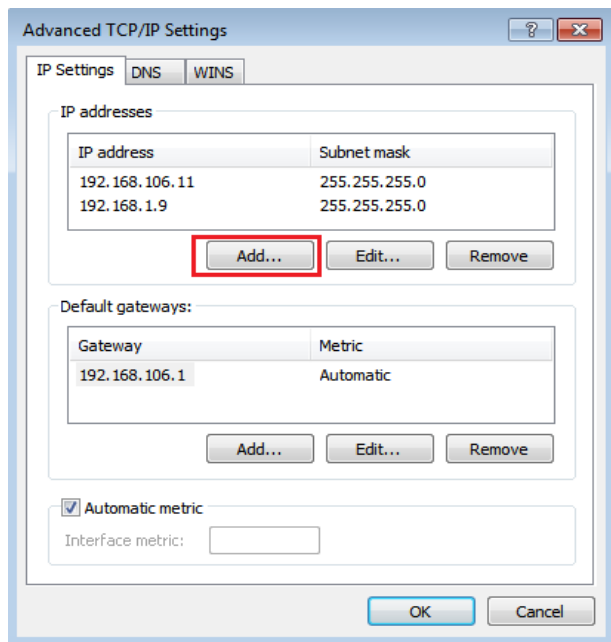 Advanced TCP/IP Settings
IP Settings DNS WINS
IP addresses
IP address Subnet mask
192.168.106.11 255.255.255.0
192.168.1.9 255.255.255.0
Add... Edit... Remove
Default gateways:
Gateway Metric
192.168.106.1 Automatic
Add... Edit... Remove
Automatic metric
Interface metric:
OK Cancel